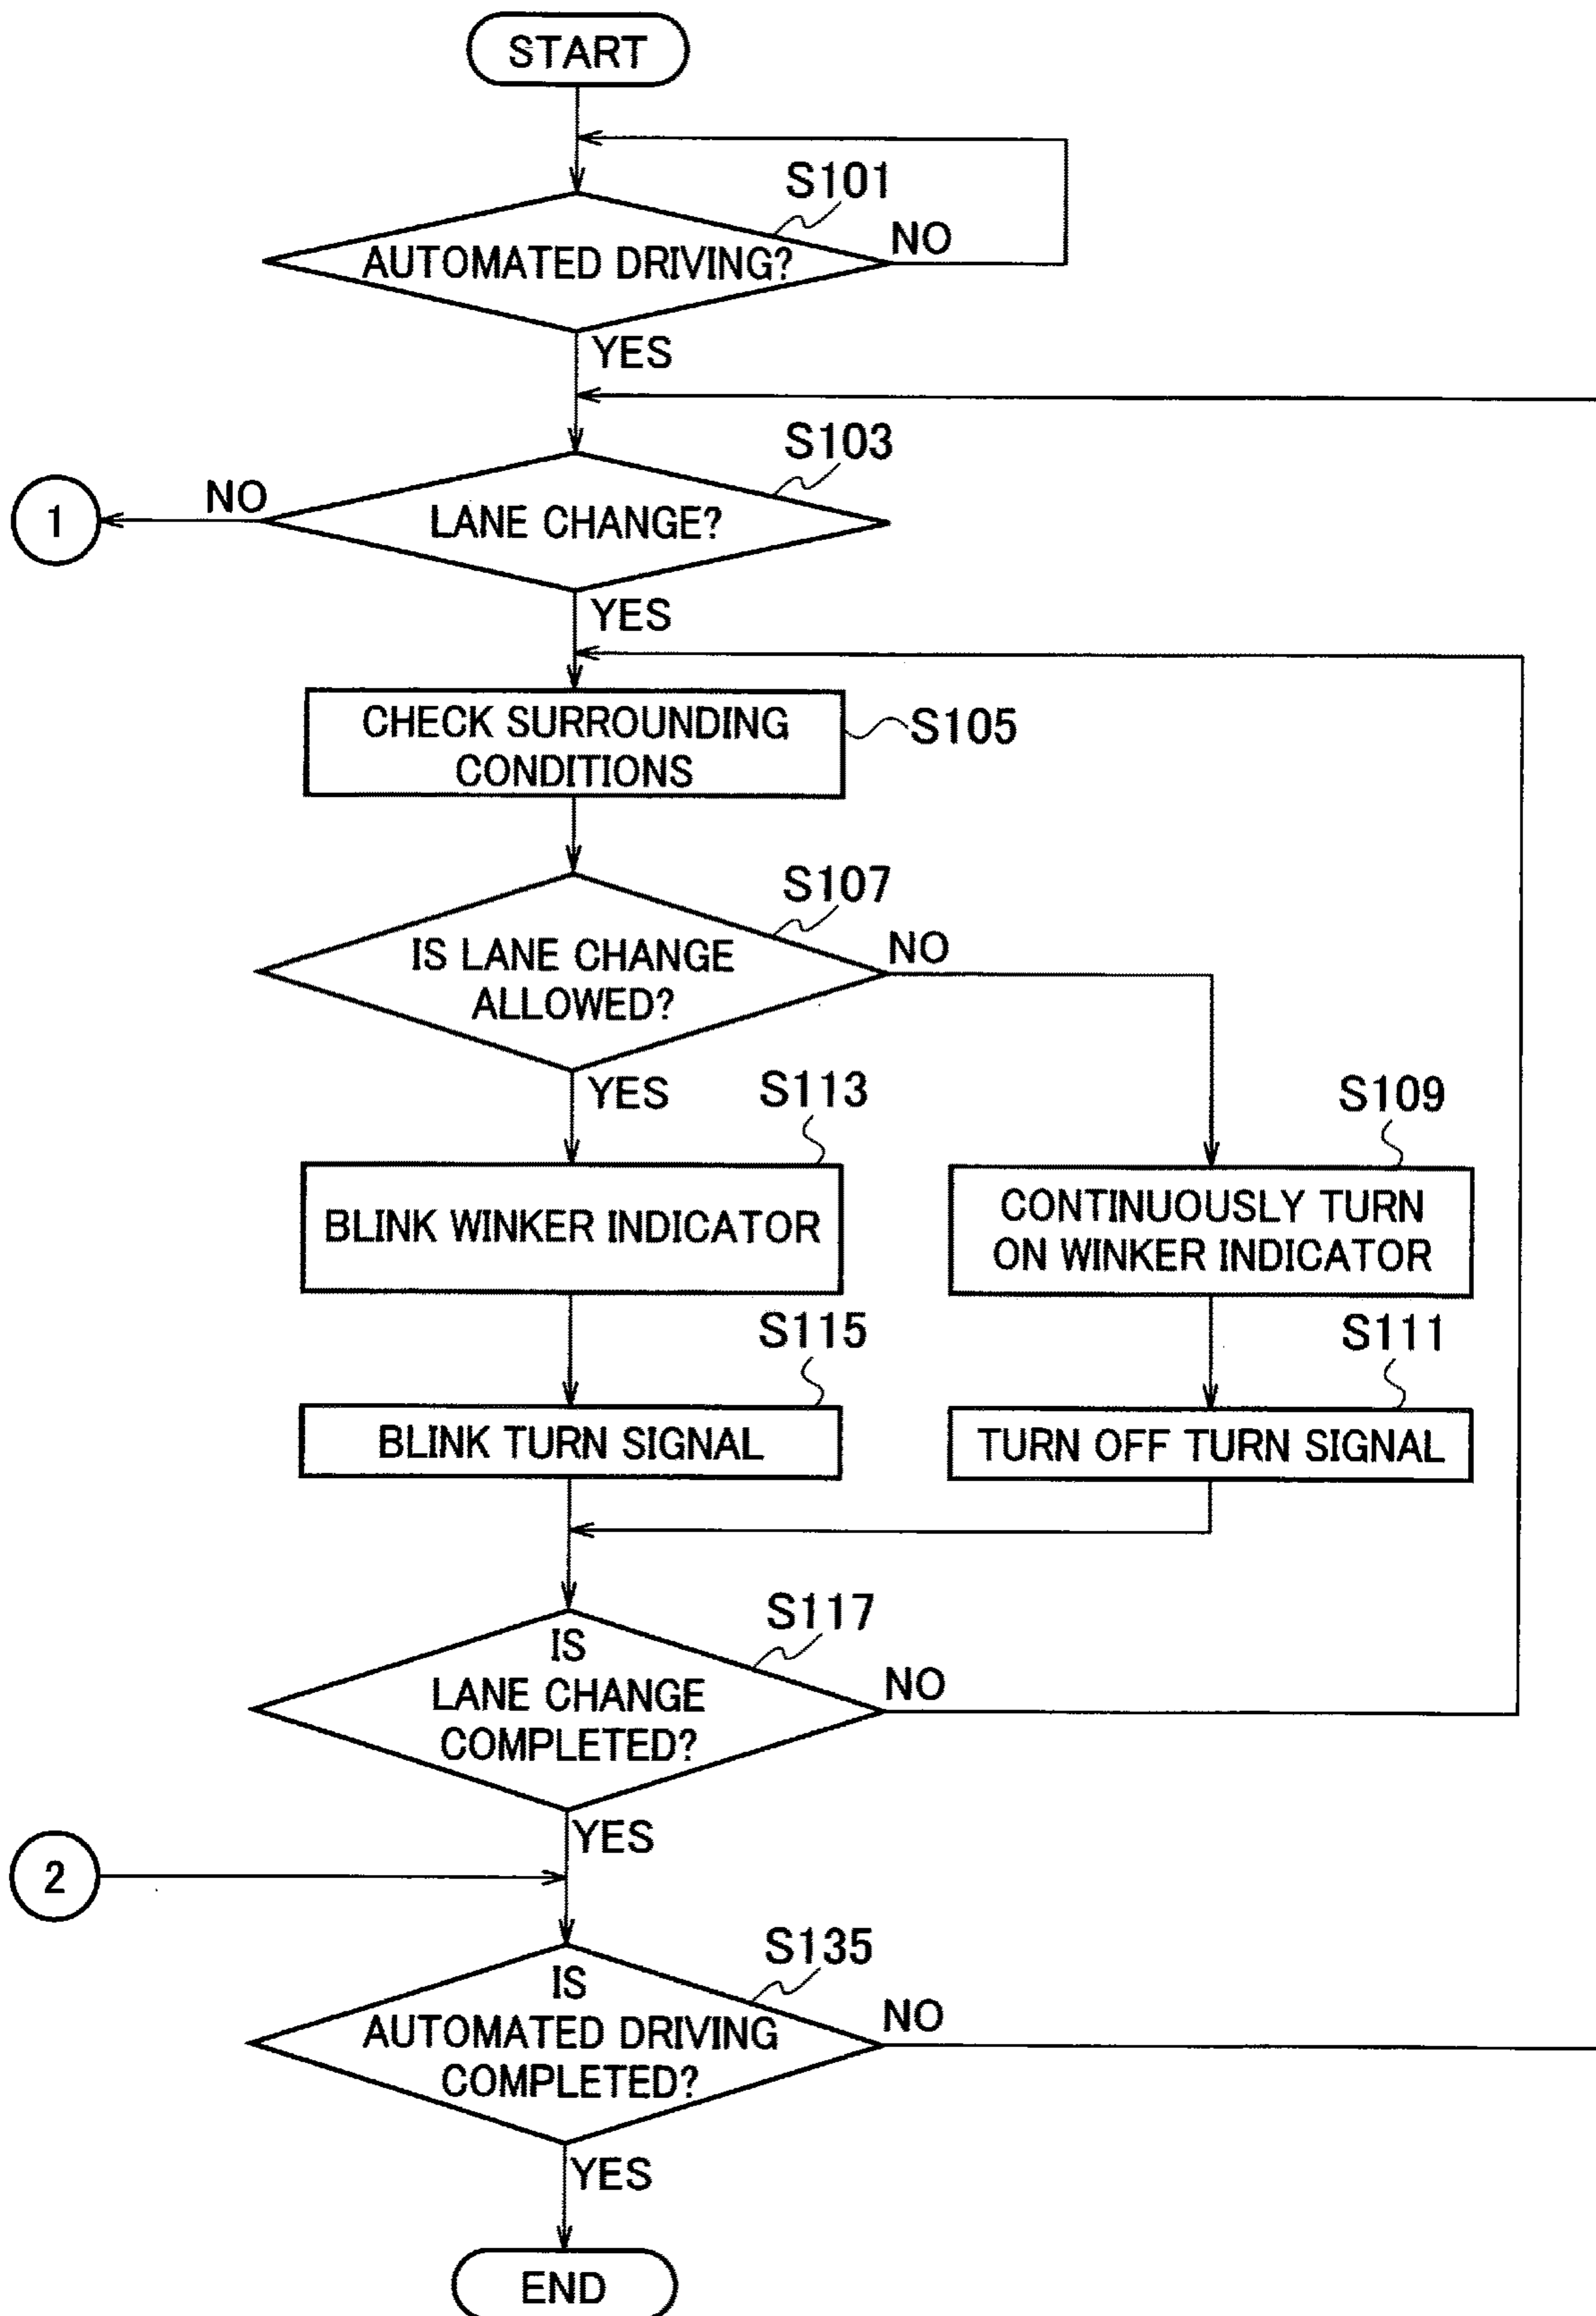 START
S101
AUTOMATED DRIVING?
NO
YES
S103
1
NO
LANE CHANGE?
YES
CHECK SURROUNDING
CONDITIONS
S105
S107
IS LANE CHANGE
ALLOWED?
NO
YES
S113
S109
BLINK WINKER INDICATOR
CONTINUOUSLY TURN
ON WINKER INDICATOR
S115
S111
BLINK TURN SIGNAL
TURN OFF TURN SIGNAL
S117
IS
LANE CHANGE
COMPLETED?
NO
YES
2
S135
IS
AUTOMATED DRIVING
COMPLETED?
NO
YES
END